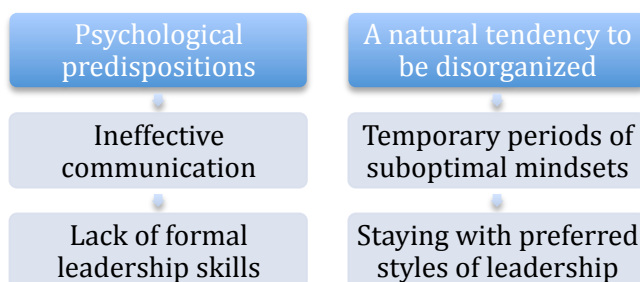 Psychological
predispositions
Ineffective
communication
Lack of formal
leadership skills
A natural tendency to
be disorganized
Temporary periods of
suboptimal mindsets
Staying with preferred
styles of leadership